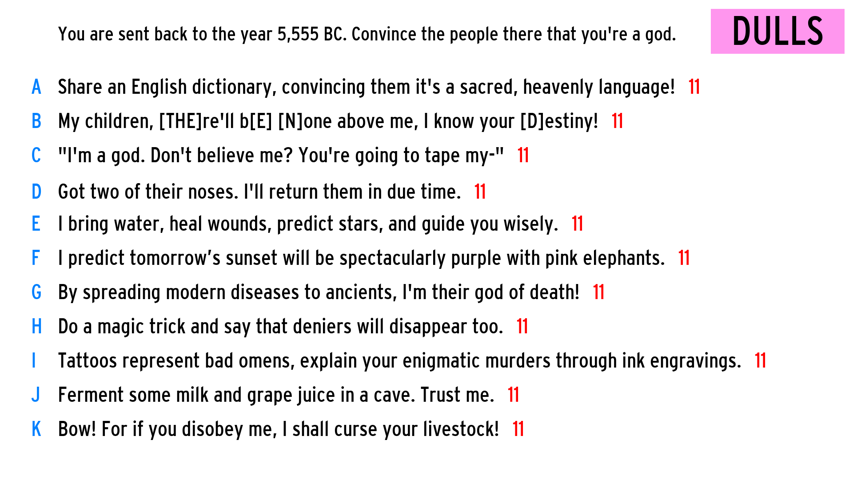 You are sent back to the year 5,555 BC. Convince the people there that you're a god.
DULLS
A Share an English dictionary, convincing them it's a sacred, heavenly language! 11
B My children, [THE]re'll b[E] [N]one above me, I know your [D]estiny! 11
C "I'm a god. Don't believe me? You're going to tape my-" 11
D Got two of their noses. I'll return them in due time. 11
E I bring water, heal wounds, predict stars, and guide you wisely. 11
F I predict tomorrow’s sunset will be spectacularly purple with pink elephants. 11
G By spreading modern diseases to ancients, I'm their god of death! 11
H Do a magic trick and say that deniers will disappear too. 11
I Tattoos represent bad omens, explain your enigmatic murders through ink engravings. 11
J Ferment some milk and grape juice in a cave. Trust me. 11
K Bow! For if you disobey me, I shall curse your livestock! 11